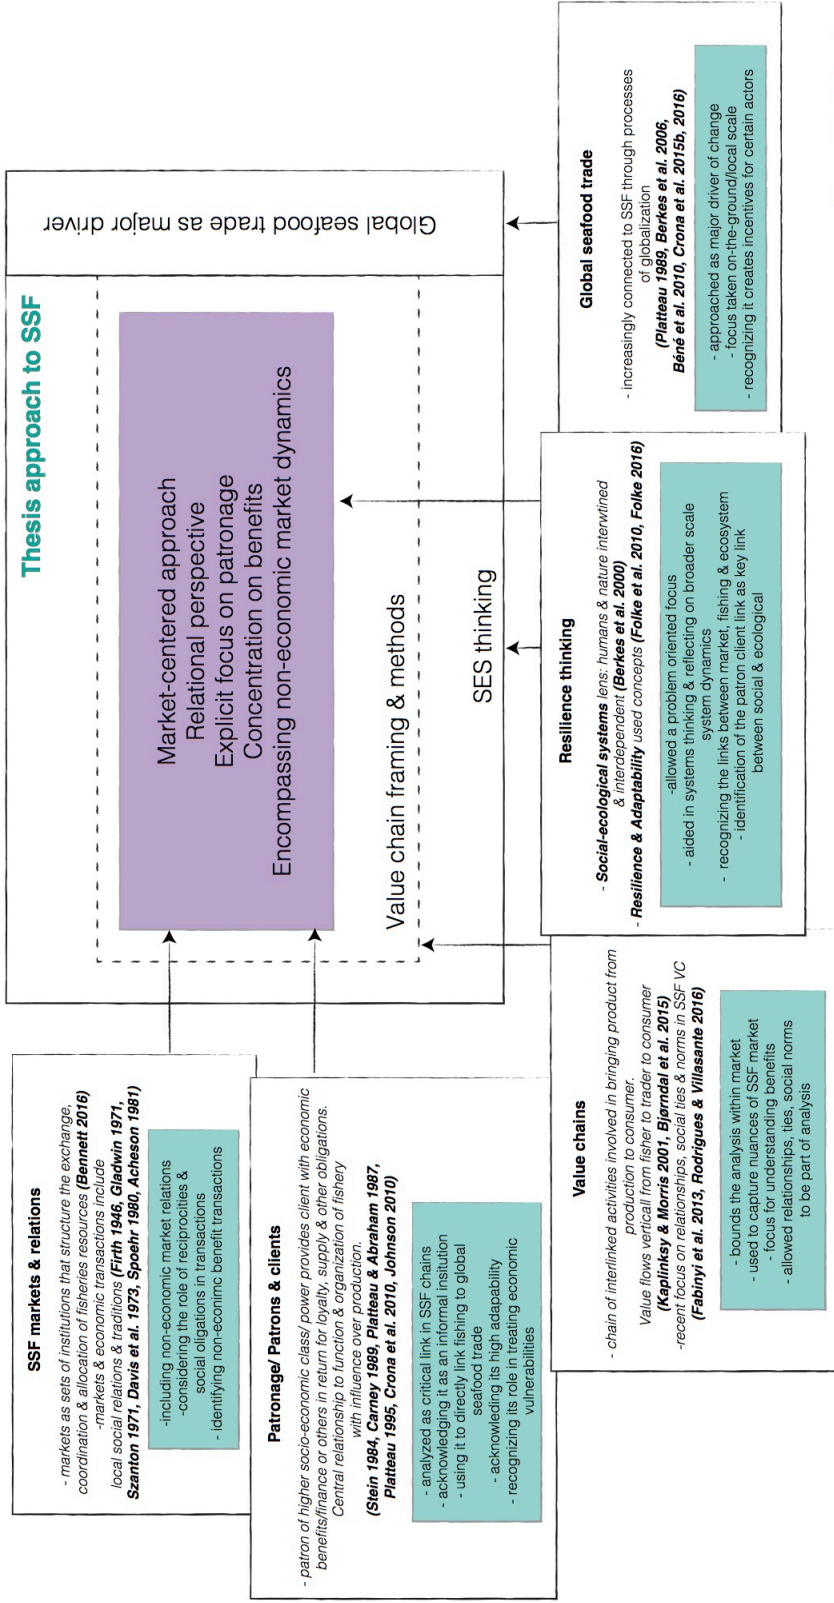 Thesis approach to SSF
Global seafood trade as major driver
Market-centered approach
Relational perspective
Explicit focus on patronage
Concentration on benefits
Encompassing non-economic market dynamics
Value chain framing & methods
SES thinking
SSF markets & relations
- markets as sets of institutions that structure the exchange,
coordination & allocation of fisheries resources (Bennett 2016)
-markets & economic transactions include
local social relations & traditions (Firth 1946, Gladwin 1971,
Szanton 1971, Davis et al. 1973, Spoehr 1980, Acheson 1981)
-including non-economic market relations
-considering the role of reciprocities &
social oligations in transactions
- identifying non-econimc benefit transactions
Patronage/ Patrons & clients
- patron of higher socio-economic class/ power provides client with economic
benefits/finance or others in return for loyalty, supply & other obligations.
Central relationship to function & organization of fishery
with influence over production.
(Stein 1984, Carney 1989, Platteau & Abraham 1987,
Platteau 1995, Crona et al. 2010, Johnson 2010)
- analyzed as critical link in SSF chains
- acknowledging it as an informal insitution
- using it to directly link fishing to global
seafood trade
- acknowleding its high adapability
- recognizing its role in treating economic
vulnerabilities
Value chains
- chain of interlinked activities involved in bringing product from
production to consumer.
Value flows verticall from fisher to trader to consumer
(Kaplinksy & Morris 2001, Bjørndal et al. 2015)
-recent focus on relationships, social ties & norms in SSF VC
(Fabinyi et al. 2013, Rodrigues & Villasante 2016)
- bounds the analysis within market
- used to capture nuances of SSF market
- focus for understanding benefits
- allowed relationships, ties, social norms
to be part of analysis
Resilience thinking
- Social-ecological systems lens: humans & nature interwtined
& interdependent (Berkes et al. 2000)
- Resilience & Adaptability used concepts (Folke et al. 2010, Folke 2016)
-allowed a problem oriented focus
- aided in systems thinking & reflecting on broader scale
system dynamics
- recognizing the links between market, fishing & ecosystem
- identification of the patron client link as key link
between social & ecological
Global seafood trade
- increasingly connected to SSF through processes
of globalization
(Platteau 1989, Berkes et al. 2006,
Béné et al. 2010, Crona et al. 2015b, 2016)
- approached as major driver of change
- focus taken on-the-ground/local scale
- recognizing it creates incentives for certain actors